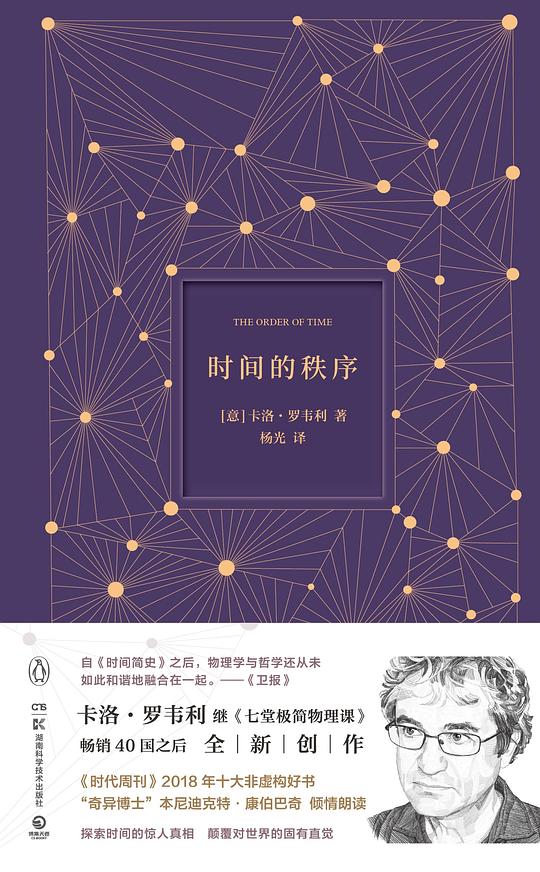 THE ORDER OF TIME
时间的秩序
[意]卡洛·罗韦利 著
杨光 译
自《时间简史》之后，物理学与哲学还从未
如此和谐地融合在一起。——《卫报》
卡洛·罗韦利 继《七堂极简物理课》
畅销 40 国之后 全｜新｜创｜作
《时代周刊》2018 年十大非虚构好书
“奇异博士”本尼迪克特·康伯巴奇 倾情朗读
探索时间的惊人真相 颠覆对世界的固有直觉
湖南科学技术出版社
博集天卷
CS-BOOKY